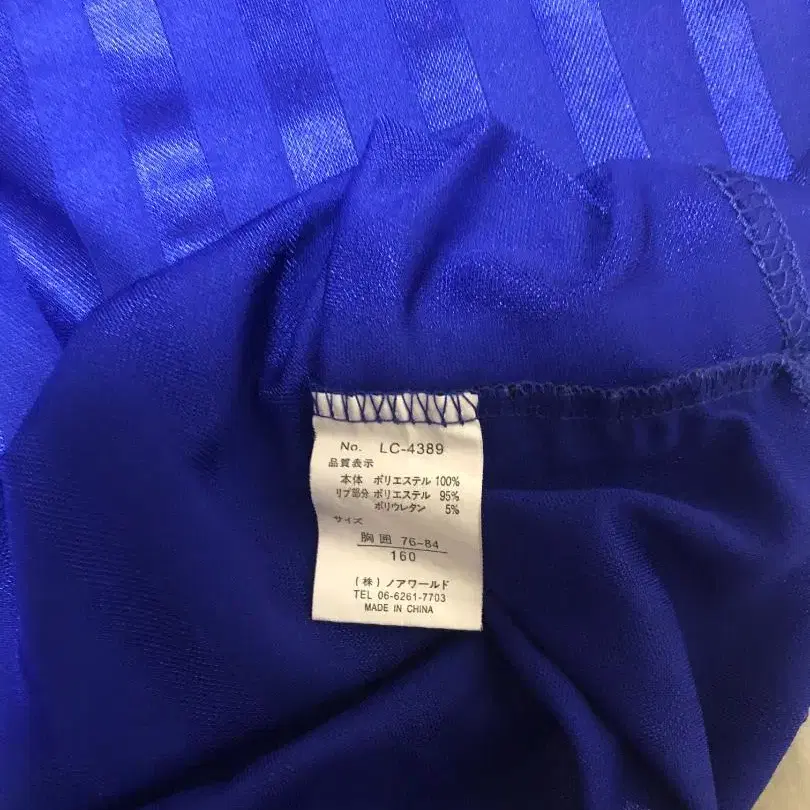 No. LC-4389
品質表示
本体 ポリエステル 100%
リブ部分 ポリエステル 95%
ポリウレタン 5%
サイズ
胸囲 76~84
160
(株)ノアワールド
TEL 06-6261-7703
MADE IN CHINA